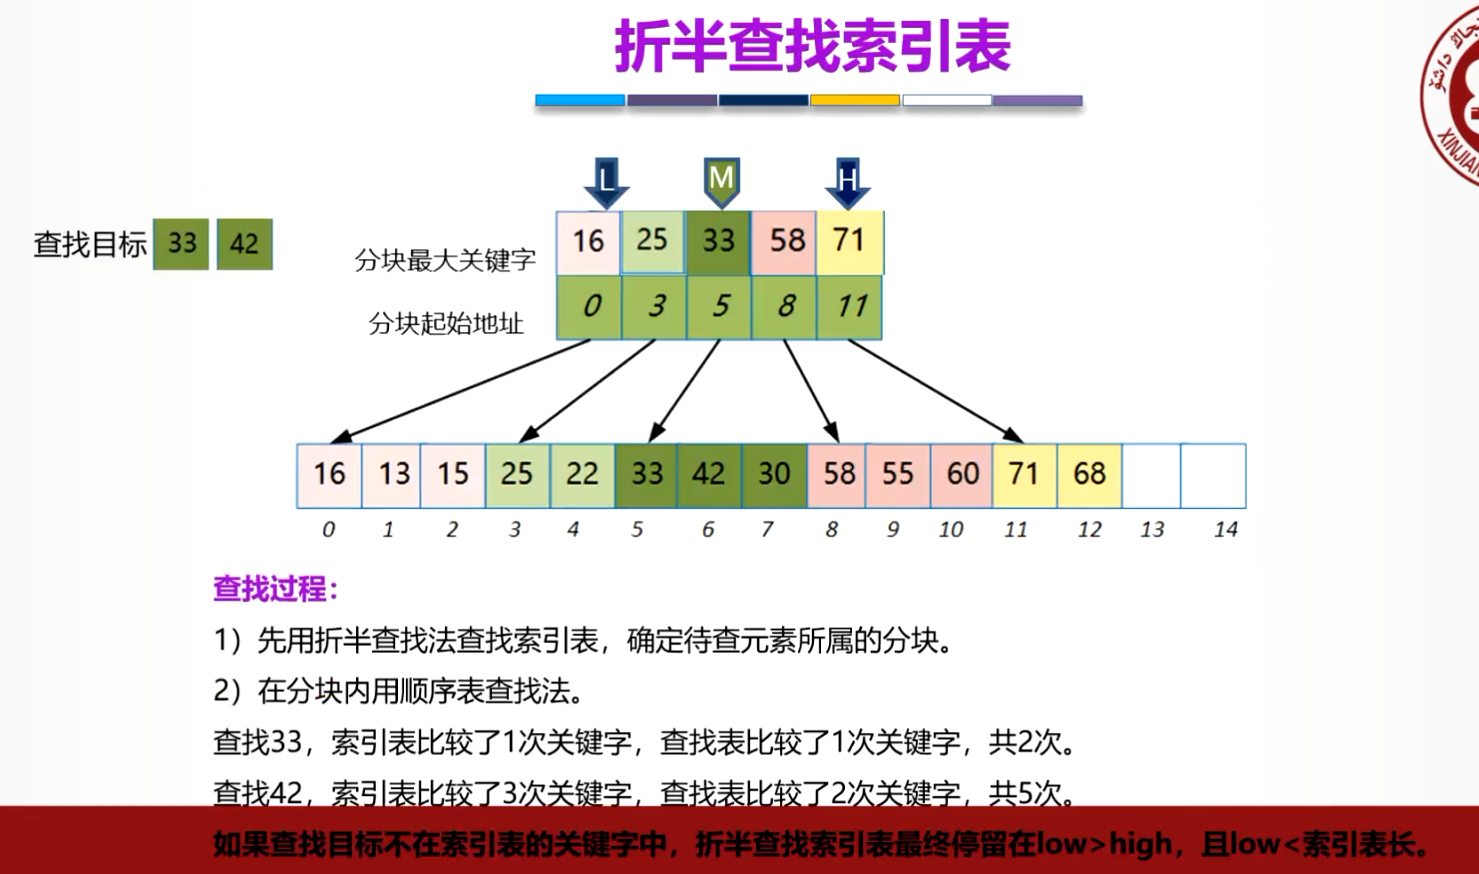 折半查找索引表
L M H
查找目标 33 42
分块最大关键字 16 25 33 58 71
分块起始地址 0 3 5 8 11
16 13 15 25 22 33 42 30 58 55 60 71 68
0 1 2 3 4 5 6 7 8 9 10 11 12 13 14
查找过程：
1）先用折半查找法查找索引表，确定待查元素所属的分块。
2）在分块内用顺序表查找法。
查找33，索引表比较了1次关键字，查找表比较了1次关键字，共2次。
查找42，索引表比较了3次关键字，查找表比较了2次关键字，共5次。
如果查找目标不在索引表的关键字中，折半查找索引表最终停留在low>high，且low<索引表长。
XINJIAN